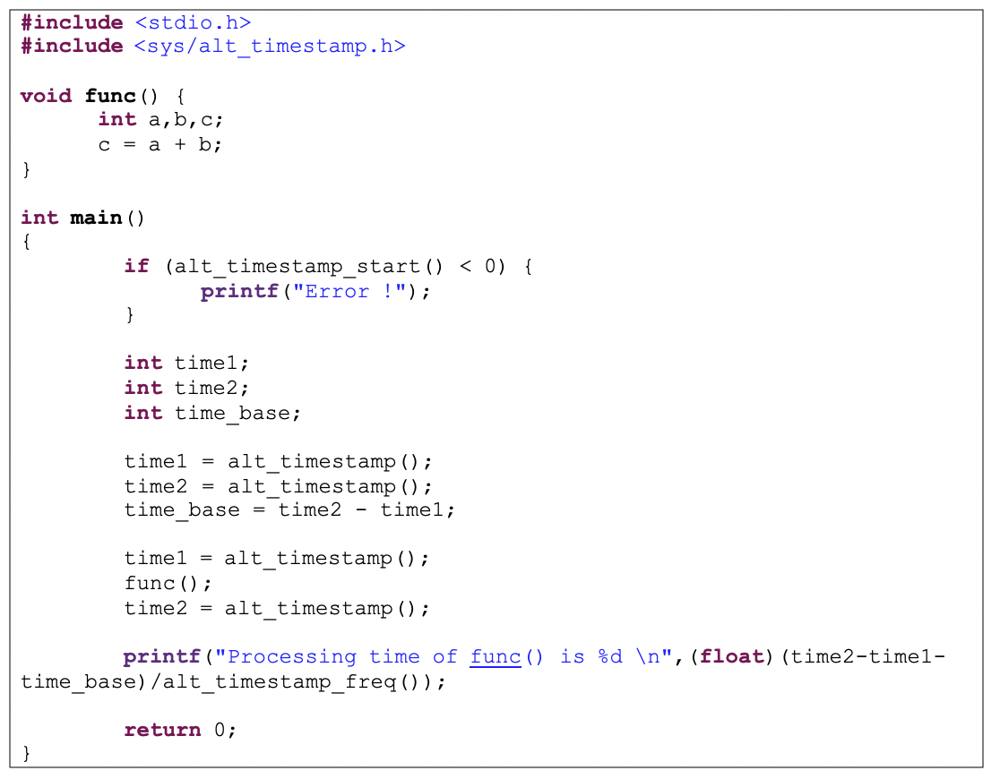 #include <stdio.h>
#include <sys/alt_timestamp.h>
void func() {
int a,b,c;
c = a + b;
}
int main()
{
if (alt_timestamp_start() < 0) {
printf("Error !");
}
int time1;
int time2;
int time_base;
time1 = alt_timestamp();
time2 = alt_timestamp();
time_base = time2 - time1;
time1 = alt_timestamp();
func();
time2 = alt_timestamp();
printf("Processing time of func() is %d \n",(float)(time2-time1-
time_base)/alt_timestamp_freq());
return 0;
}